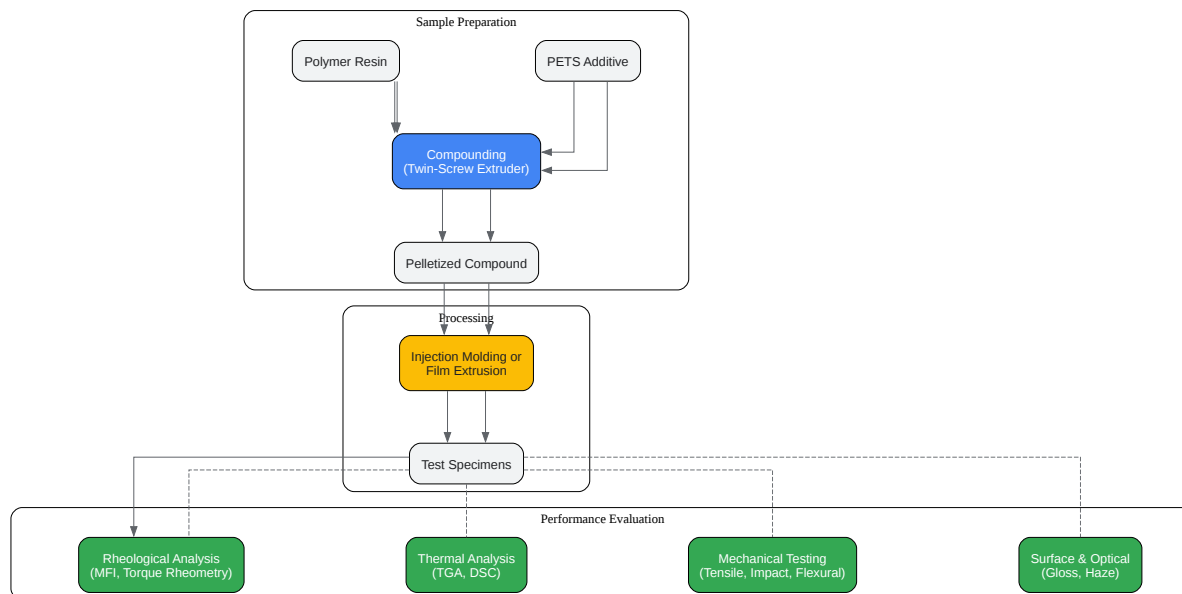 Sample Preparation
Polymer Resin
PETS Additive
Compounding
(Twin-Screw Extruder)
Pelletized Compound
Processing
Injection Molding or
Film Extrusion
Test Specimens
Performance Evaluation
Rheological Analysis
(MFI, Torque Rheometry)
Thermal Analysis
(TGA, DSC)
Mechanical Testing
(Tensile, Impact, Flexural)
Surface & Optical
(Gloss, Haze)